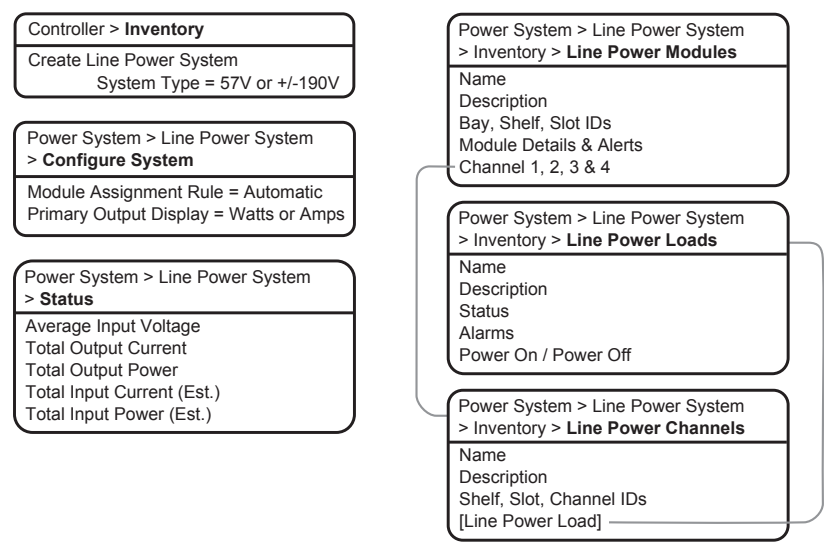 Controller > Inventory
Create Line Power System
System Type = 57V or +/-190V
Power System > Line Power System
> Configure System
Module Assignment Rule = Automatic
Primary Output Display = Watts or Amps
Power System > Line Power System
> Status
Average Input Voltage
Total Output Current
Total Output Power
Total Input Current (Est.)
Total Input Power (Est.)
Power System > Line Power System
> Inventory > Line Power Modules
Name
Description
Bay, Shelf, Slot IDs
Module Details & Alerts
Channel 1, 2, 3 & 4
Power System > Line Power System
> Inventory > Line Power Loads
Name
Description
Status
Alarms
Power On / Power Off
Power System > Line Power System
> Inventory > Line Power Channels
Name
Description
Shelf, Slot, Channel IDs
[Line Power Load]